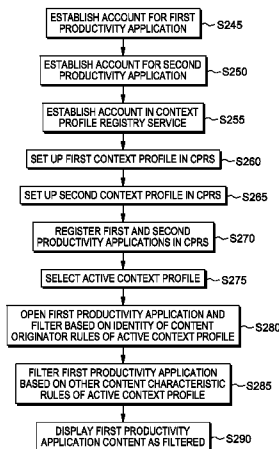 ESTABLISH ACCOUNT FOR FIRST
PRODUCTIVITY APPLICATION
S245
ESTABLISH ACCOUNT FOR SECOND
PRODUCTIVITY APPLICATION
S250
ESTABLISH ACCOUNT IN CONTEXT
PROFILE REGISTRY SERVICE
S255
SET UP FIRST CONTEXT PROFILE IN CPRS
S260
SET UP SECOND CONTEXT PROFILE IN CPRS
S265
REGISTER FIRST AND SECOND
PRODUCTIVITY APPLICATIONS IN CPRS
S270
SELECT ACTIVE CONTEXT PROFILE
S275
OPEN FIRST PRODUCTIVITY APPLICATION AND
FILTER BASED ON IDENTITY OF CONTENT
ORIGINATOR RULES OF ACTIVE CONTEXT PROFILE
S280
FILTER FIRST PRODUCTIVITY APPLICATION
BASED ON OTHER CONTENT CHARACTERISTIC
RULES OF ACTIVE CONTEXT PROFILE
S285
DISPLAY FIRST PRODUCTIVITY
APPLICATION CONTENT AS FILTERED
S290